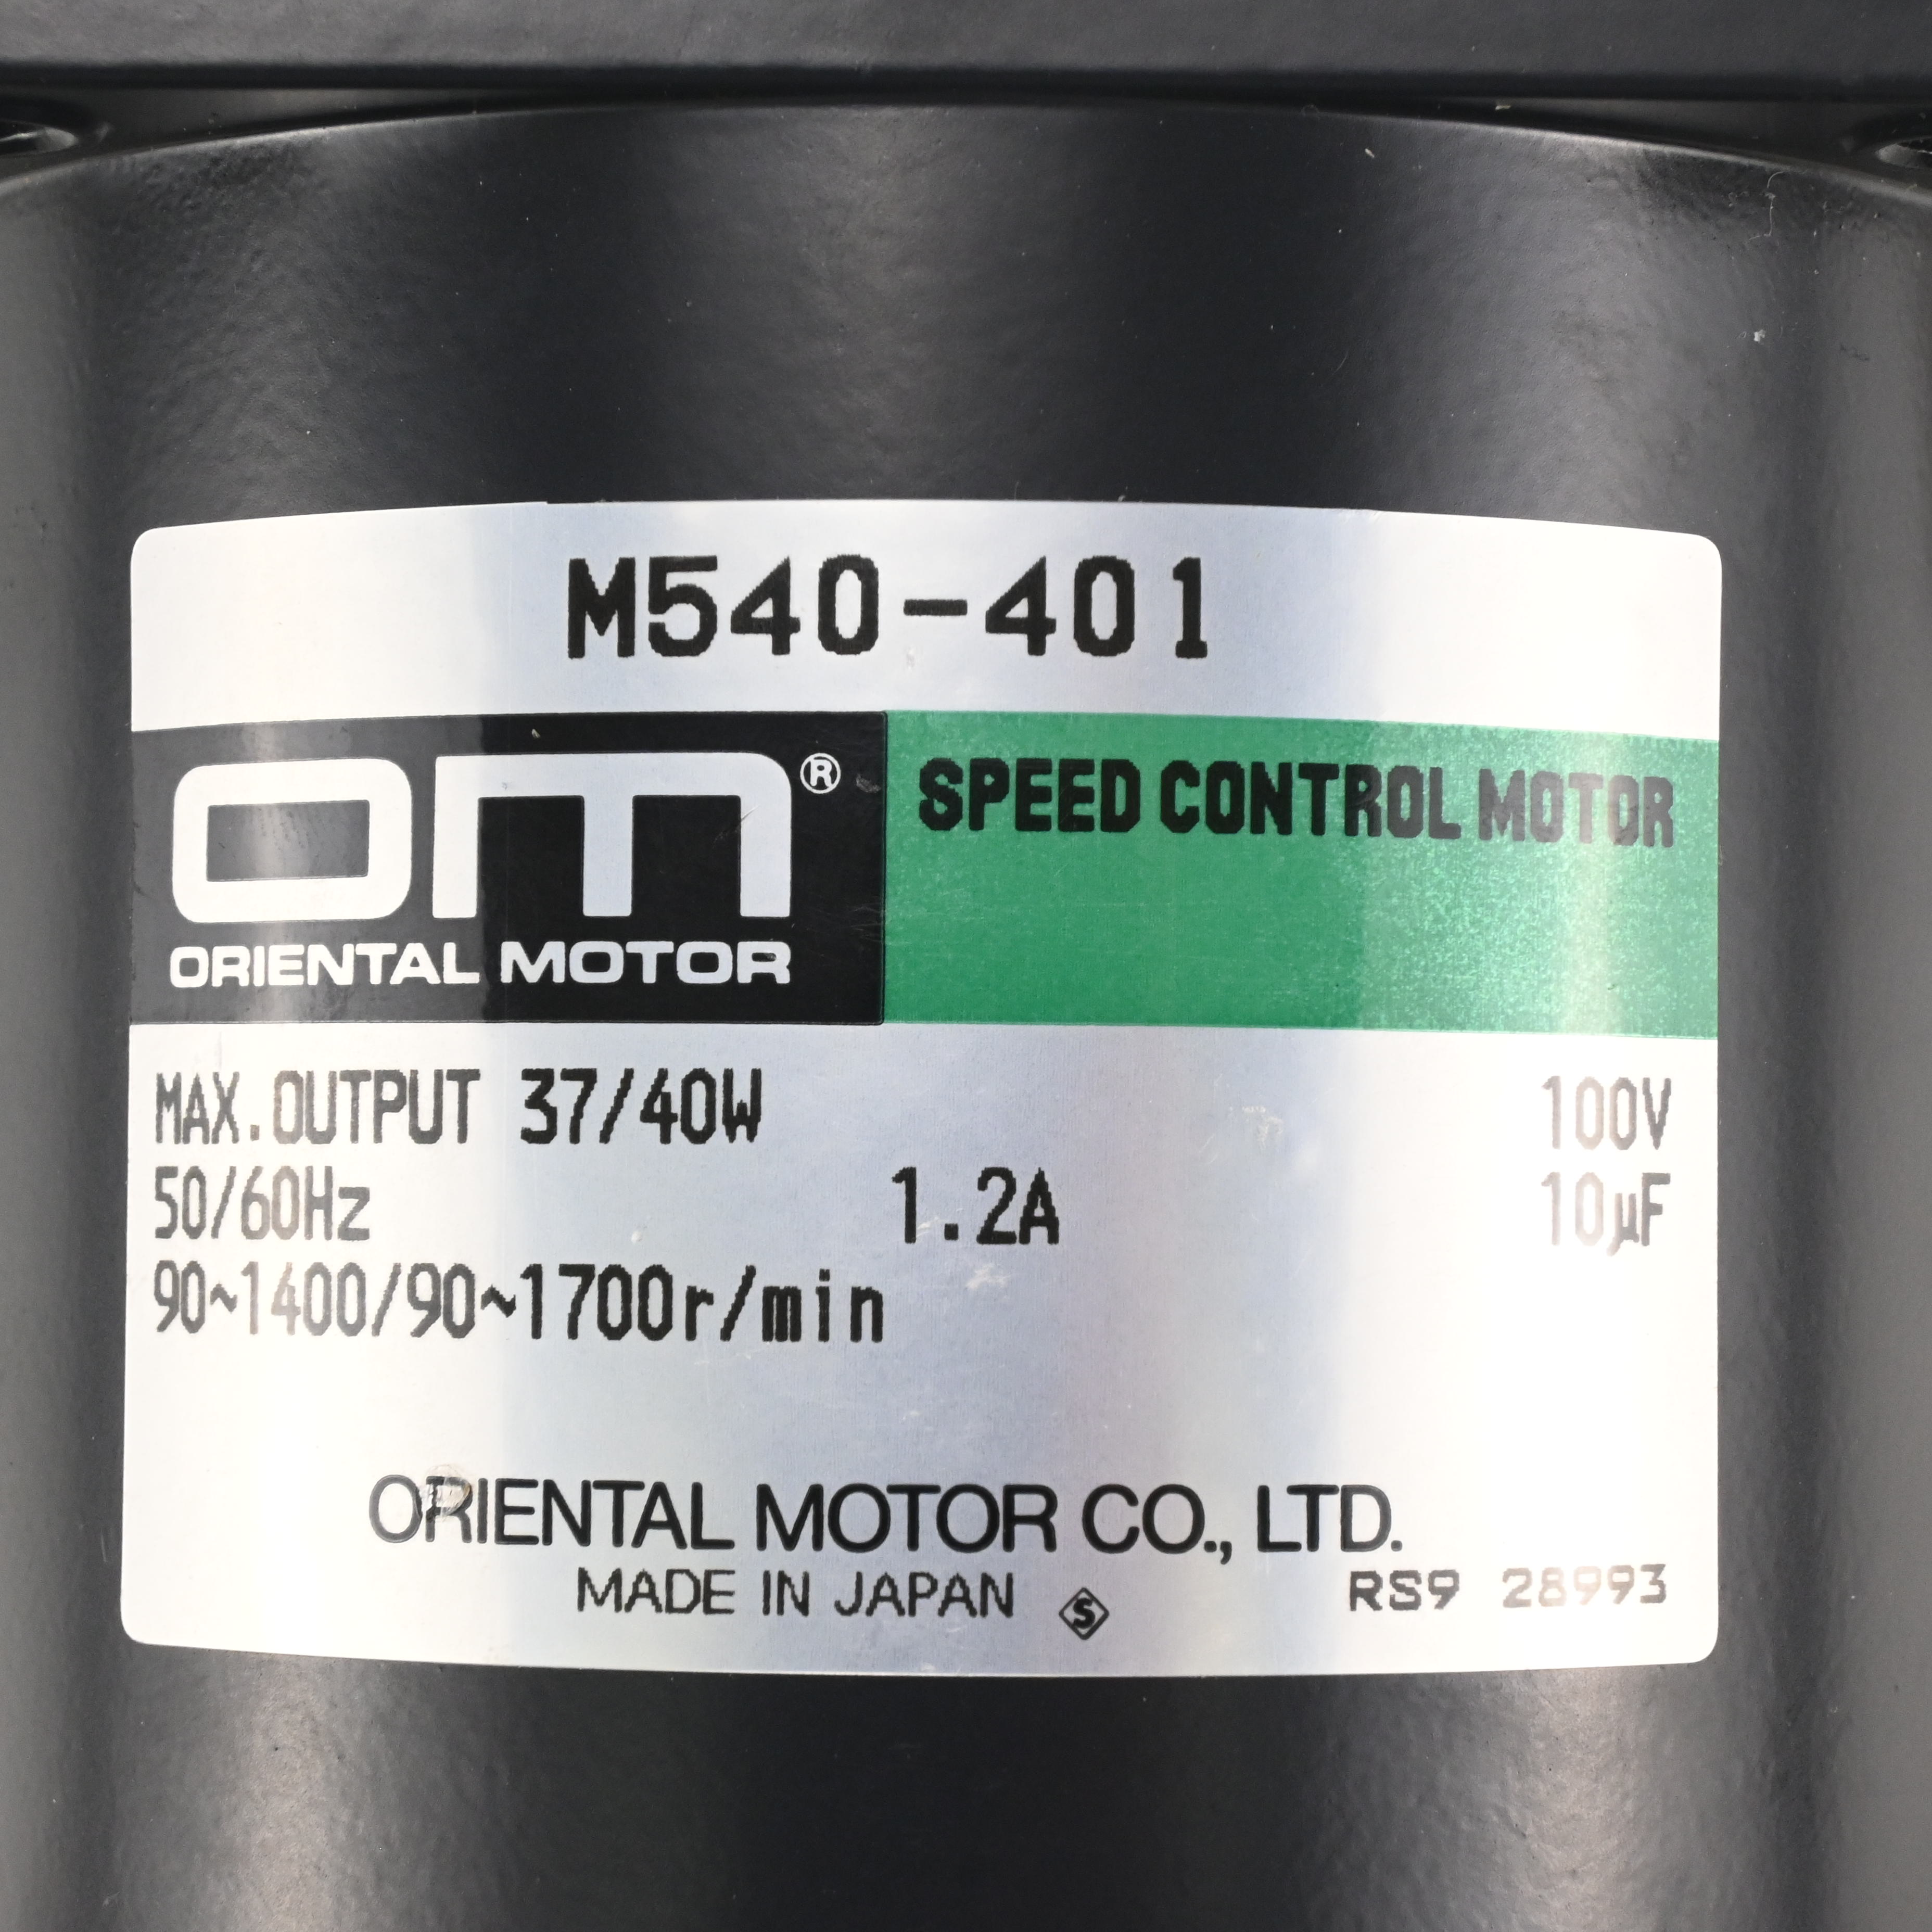 M540-401
om®
ORIENTAL MOTOR
SPEED CONTROL MOTOR
MAX.OUTPUT 37/40W 100V
50/60Hz 1.2A 10µF
90~1400/90~1700r/min
ORIENTAL MOTOR CO., LTD.
MADE IN JAPAN S RS9 28993